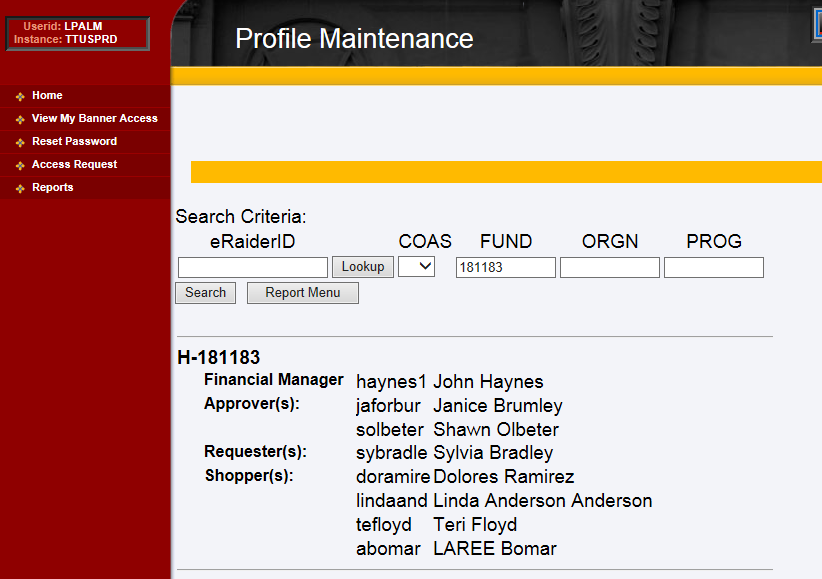 Userid: LPALM
Instance: TTUSPRD
Profile Maintenance
Home
View My Banner Access
Reset Password
Access Request
Reports
Search Criteria:
eRaiderID COAS FUND ORGN PROG
Lookup 181183
Search Report Menu
H-181183
Financial Manager haynes1 John Haynes
Approver(s): jaforbur Janice Brumley
solbeter Shawn Olbeter
Requester(s): sybradle Sylvia Bradley
Shopper(s): doramire Dolores Ramirez
lindaand Linda Anderson Anderson
tefloyd Teri Floyd
abomar LAREE Bomar